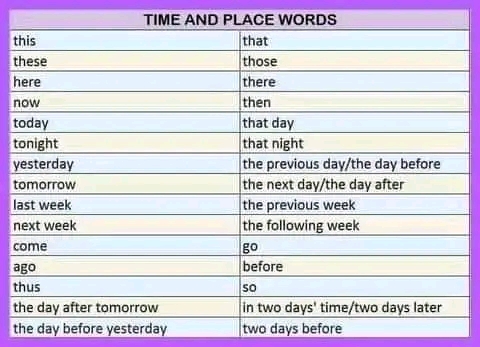 TIME AND PLACE WORDS
this that
these those
here there
now then
today that day
tonight that night
yesterday the previous day/the day before
tomorrow the next day/the day after
last week the previous week
next week the following week
come go
ago before
thus so
the day after tomorrow in two days' time/two days later
the day before yesterday two days before